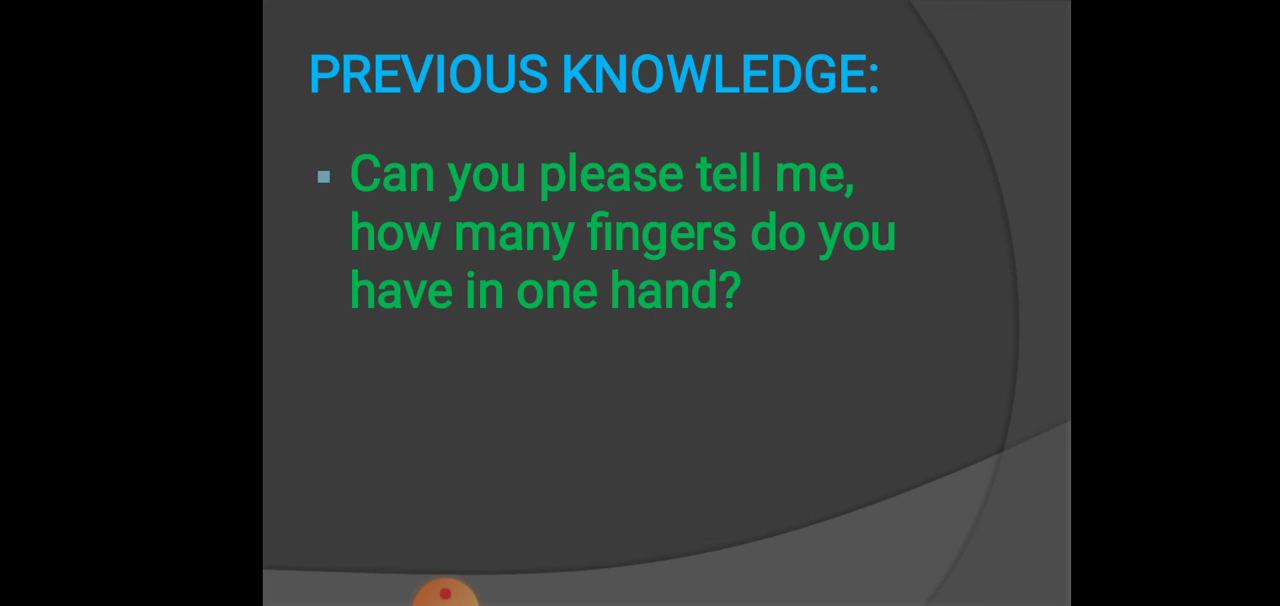 PREVIOUS KNOWLEDGE:
Can you please tell me,
how many fingers do you
have in one hand?